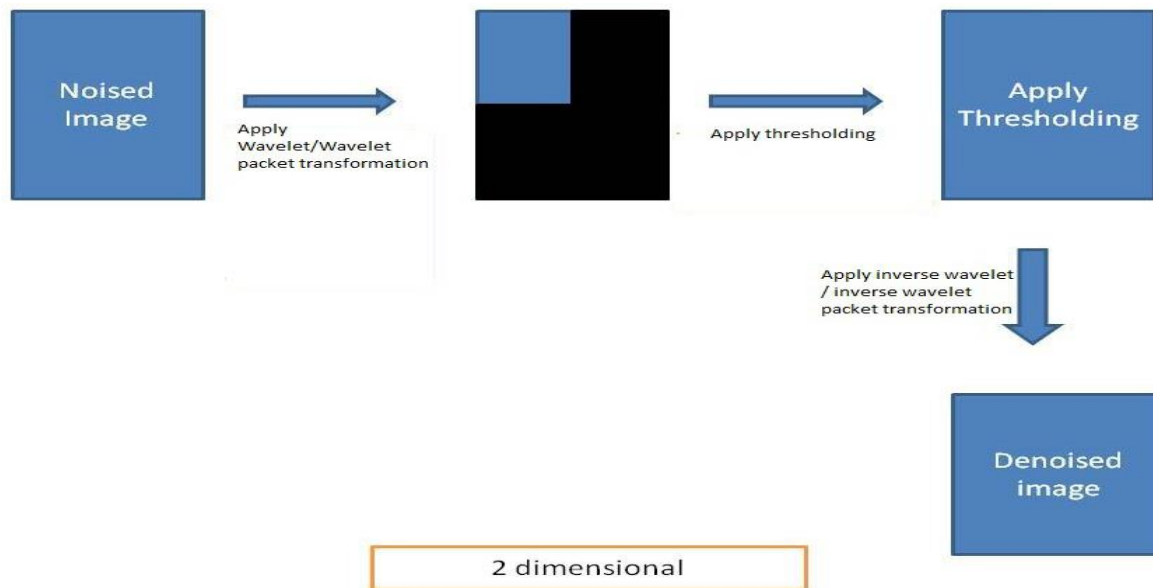 Noised
Image
Apply
Wavelet/Wavelet
packet transformation
Apply thresholding
Apply
Thresholding
Apply inverse wavelet
/ inverse wavelet
packet transformation
Denoised
image
2 dimensional